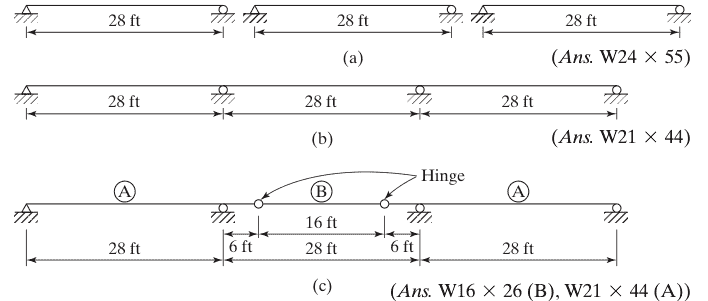 28 ft 28 ft 28 ft
(a)
(Ans. W24 × 55)
28 ft 28 ft 28 ft
(b)
(Ans. W21 × 44)
Hinge
A B A
16 ft
28 ft 6 ft 28 ft 6 ft 28 ft
(c)
(Ans. W16 × 26 (B), W21 × 44 (A))